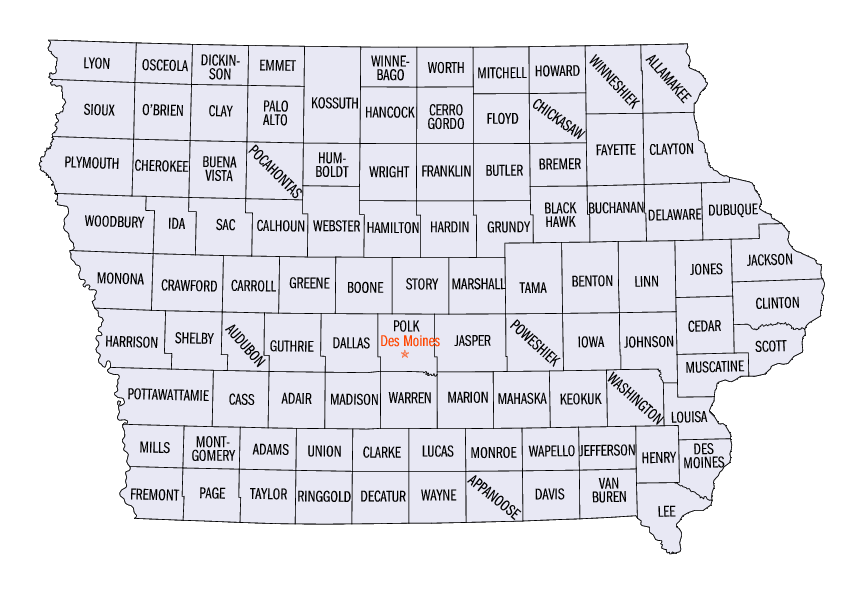 LYON
OSCEOLA
DICKIN-
SON
EMMET
KOSSUTH
WINNE-
BAGO
WORTH
MITCHELL
HOWARD
WINNESHIEK
ALLAMAKEE
SIOUX
O'BRIEN
CLAY
PALO
ALTO
HANCOCK
CERRO
GORDO
FLOYD
CHICKASAW
FAYETTE
CLAYTON
PLYMOUTH
CHEROKEE
BUENA
VISTA
POCAHONTAS
HUM-
BOLDT
WRIGHT
FRANKLIN
BUTLER
BREMER
WOODBURY
IDA
SAC
CALHOUN
WEBSTER
HAMILTON
HARDIN
GRUNDY
BLACK
HAWK
BUCHANAN
DELAWARE
DUBUQUE
MONONA
CRAWFORD
CARROLL
GREENE
BOONE
STORY
MARSHALL
TAMA
BENTON
LINN
JONES
JACKSON
CLINTON
HARRISON
SHELBY
AUDUBON
GUTHRIE
DALLAS
POLK
Des Moines
JASPER
POWESHIEK
IOWA
JOHNSON
CEDAR
SCOTT
MUSCATINE
POTTAWATTAMIE
CASS
ADAIR
MADISON
WARREN
MARION
MAHASKA
KEOKUK
WASHINGTON
LOUISA
MILLS
MONT-
GOMERY
ADAMS
UNION
CLARKE
LUCAS
MONROE
WAPELLO
JEFFERSON
HENRY
DES
MOINES
FREMONT
PAGE
TAYLOR
RINGGOLD
DECATUR
WAYNE
APPANOOSE
DAVIS
VAN
BUREN
LEE